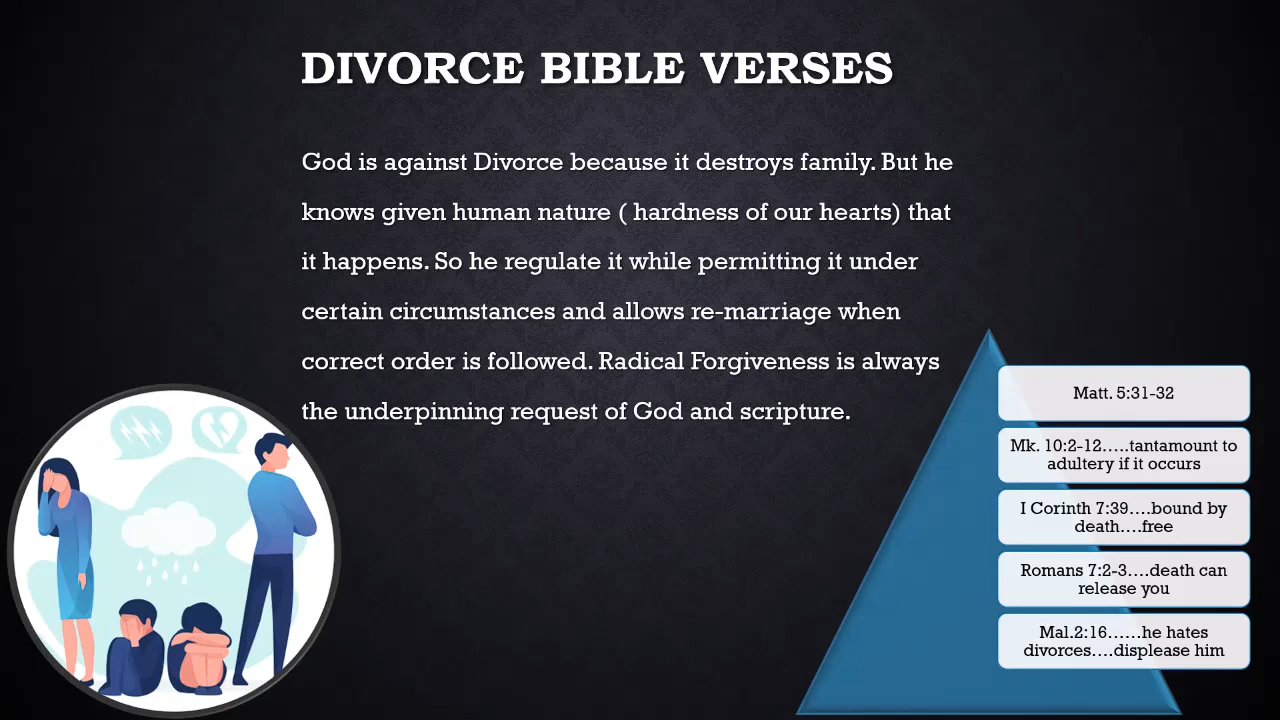 DIVORCE BIBLE VERSES
God is against Divorce because it destroys family. But he
knows given human nature ( hardness of our hearts) that
it happens. So he regulate it while permitting it under
certain circumstances and allows re-marriage when
correct order is followed. Radical Forgiveness is always
the underpinning request of God and scripture.
Matt. 5:31-32
Mk. 10:2-12…..tantamount to
adultery if it occurs
I Corinth 7:39….bound by
death….free
Romans 7:2-3….death can
release you
Mal.2:16……he hates
divorces….displease him